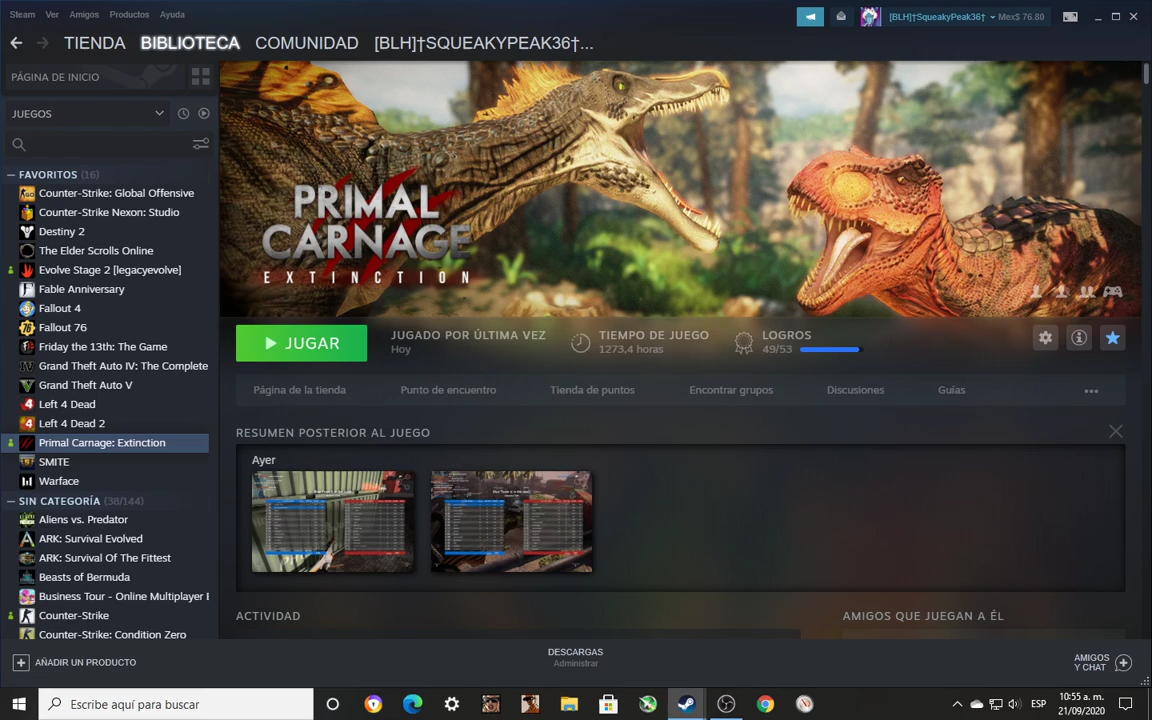 Steam Ver Amigos Productos Ayuda
[BLH]†SQUEAKYPEAK36† Mex$ 76.80
TIENDA BIBLIOTECA COMUNIDAD [BLH]†SQUEAKYPEAK36†...
PÁGINA DE INICIO
JUEGOS
FAVORITOS (16)
Counter-Strike: Global Offensive
Counter-Strike Nexon: Studio
Destiny 2
The Elder Scrolls Online
Evolve Stage 2 [legacyevolve]
Fable Anniversary
Fallout 4
Fallout 76
Friday the 13th: The Game
Grand Theft Auto IV: The Complete
Grand Theft Auto V
Left 4 Dead
Left 4 Dead 2
Primal Carnage: Extinction
SMITE
Warface
SIN CATEGORÍA (38/144)
Aliens vs. Predator
ARK: Survival Evolved
ARK: Survival Of The Fittest
Beasts of Bermuda
Business Tour - Online Multiplayer
Counter-Strike
Counter-Strike: Condition Zero
AÑADIR UN PRODUCTO
PRIMAL
CARNAGE
EXTINCTION
JUGAR
JUGADO POR ÚLTIMA VEZ
Hoy
TIEMPO DE JUEGO
1273,4 horas
LOGROS
49/53
Página de la tienda Punto de encuentro Tienda de puntos Encontrar grupos Discusiones Guías
RESUMEN POSTERIOR AL JUEGO
Ayer
ACTIVIDAD
AMIGOS QUE JUEGAN A ÉL
DESCARGAS
Administrar
AMIGOS
Y CHAT
Escribe aquí para buscar
ESP
10:55 a. m.
21/09/2020